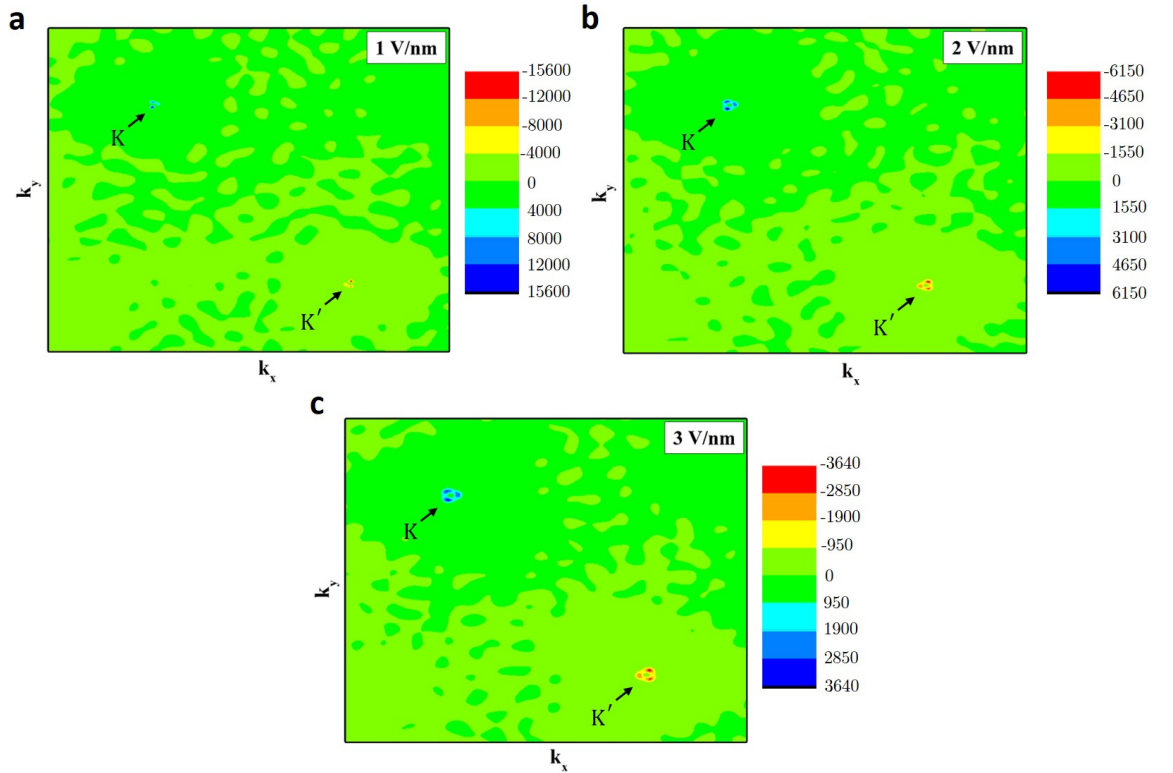 a
1 V/nm
K
K′
k_y
k_x
-15600
-12000
-8000
-4000
0
4000
8000
12000
15600
b
2 V/nm
K
K′
k_y
k_x
-6150
-4650
-3100
-1550
0
1550
3100
4650
6150
c
3 V/nm
K
K′
k_y
k_x
-3640
-2850
-1900
-950
0
950
1900
2850
3640